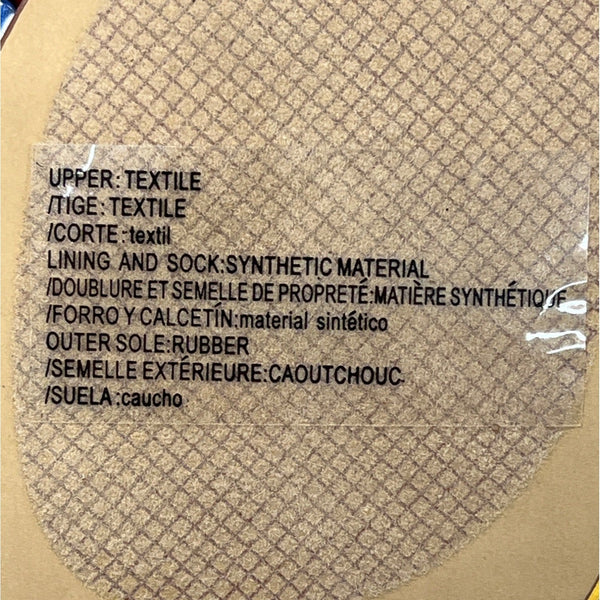 UPPER: TEXTILE
/TIGE: TEXTILE
/CORTE: textil
LINING AND SOCK:SYNTHETIC MATERIAL
/DOUBLURE ET SEMELLE DE PROPRETÉ:MATIÈRE SYNTHÉTIQUE
/FORRO Y CALCETÍN:material sintético
OUTER SOLE:RUBBER
/SEMELLE EXTÉRIEURE:CAOUTCHOUC
/SUELA:caucho